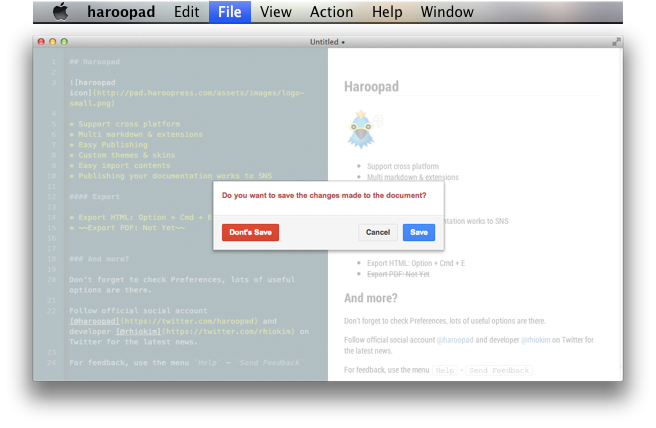 haroopad Edit File View Action Help Window
Untitled •
1 ## Haroopad
2
3 ![haroopad
icon](http://pad.haroopress.com/assets/images/logo-
small.png)
4
5 * Support cross platform
6 * Multi markdown & extensions
7 * Easy Publishing
8 * Custom themes & skins
9 * Easy import contents
10 * Publishing your documentation works to SNS
11
12 #### Export
13
14 * Export HTML: Option + Cmd + E
15 * ~~Export PDF: Not Yet~~
16
17
18 ### And more?
19
20 Don't forget to check Preferences, lots of useful
options are there.
21
22 Follow official social account
[@haroopad](https://twitter.com/haroopad) and
developer [@rhiokim](https://twitter.com/rhiokim) on
Twitter for the latest news.
23
24 For feedback, use the menu `Help` – `Send Feedback`
Do you want to save the changes made to the document?
Dont's Save Cancel Save
Haroopad
Support cross platform
Multi markdown & extensions
ntation works to SNS
Export HTML: Option + Cmd + E
Export PDF: Not Yet
And more?
Don't forget to check Preferences, lots of useful options are there.
Follow official social account @haroopad and developer @rhiokim on Twitter for
the latest news.
For feedback, use the menu Help - Send Feedback